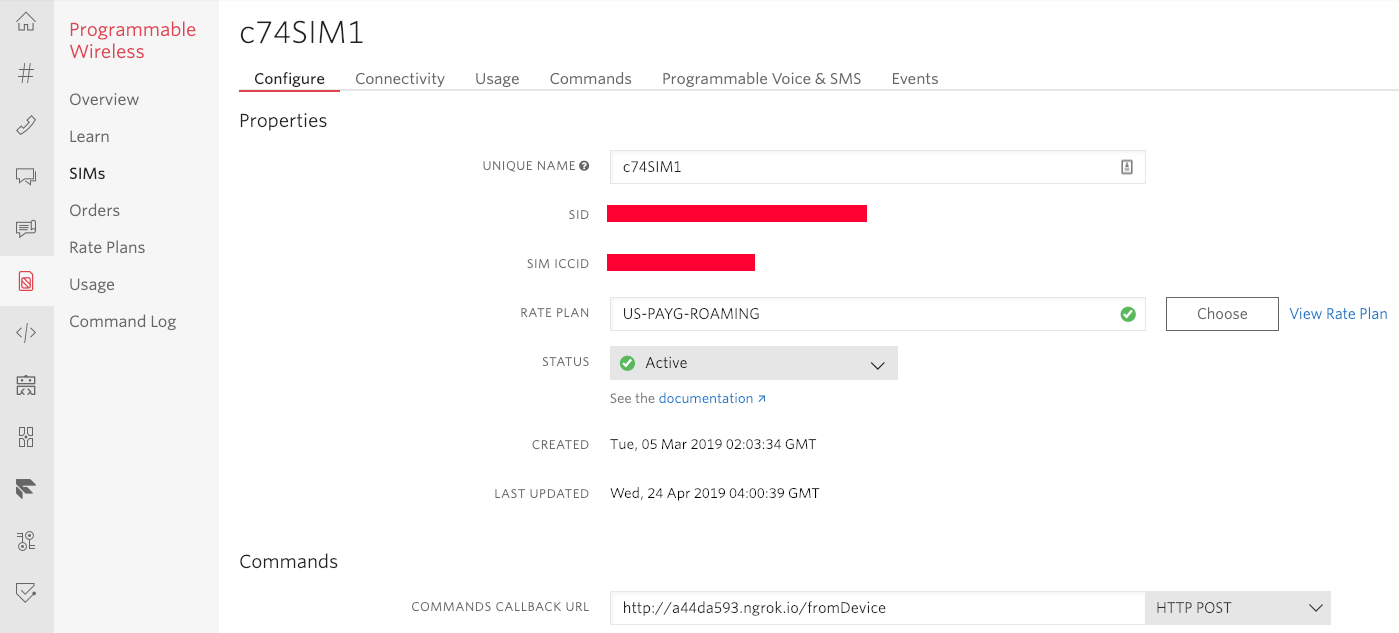 Programmable
Wireless
Overview
Learn
SIMs
Orders
Rate Plans
Usage
Command Log
c74SIM1
Configure Connectivity Usage Commands Programmable Voice & SMS Events
Properties
UNIQUE NAME c74SIM1
SID
SIM ICCID
RATE PLAN US-PAYG-ROAMING Choose View Rate Plan
STATUS Active
See the documentation
CREATED Tue, 05 Mar 2019 02:03:34 GMT
LAST UPDATED Wed, 24 Apr 2019 04:00:39 GMT
Commands
COMMANDS CALLBACK URL http://a44da593.ngrok.io/fromDevice HTTP POST